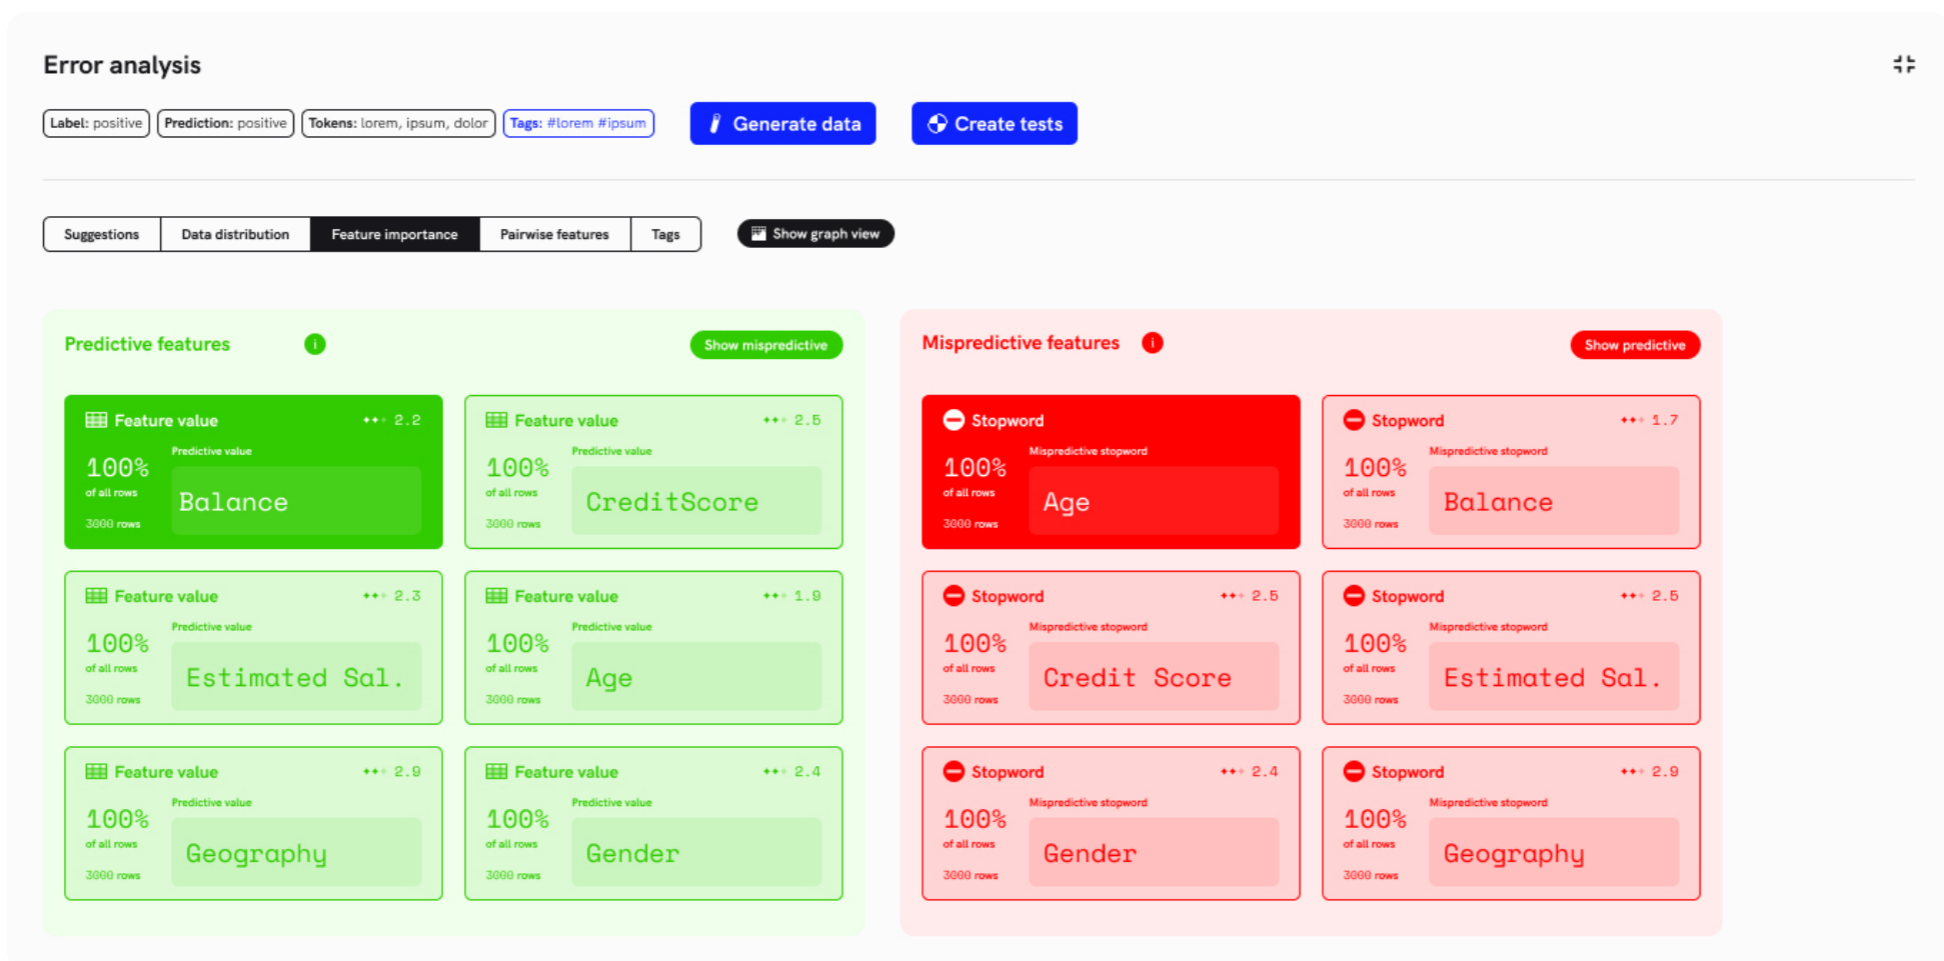 Error analysis
Label: positive
Prediction: positive
Tokens: lorem, ipsum, dolor
Tags: #lorem #ipsum
Generate data
Create tests
Suggestions
Data distribution
Feature importance
Pairwise features
Tags
Show graph view
Predictive features
i
Show mispredictive
Feature value
2.2
Predictive value
100%
of all rows
3000 rows
Balance
Feature value
2.5
Predictive value
100%
of all rows
3000 rows
CreditScore
Feature value
2.3
Predictive value
100%
of all rows
3000 rows
Estimated Sal.
Feature value
1.9
Predictive value
100%
of all rows
3000 rows
Age
Feature value
2.9
Predictive value
100%
of all rows
3000 rows
Geography
Feature value
2.4
Predictive value
100%
of all rows
3000 rows
Gender
Mispredictive features
i
Show predictive
Stopword
Mispredictive stopword
100%
of all rows
3000 rows
Age
Stopword
1.7
Mispredictive stopword
100%
of all rows
3000 rows
Balance
Stopword
2.5
Mispredictive stopword
100%
of all rows
3000 rows
Credit Score
Stopword
2.5
Mispredictive stopword
100%
of all rows
3000 rows
Estimated Sal.
Stopword
2.4
Mispredictive stopword
100%
of all rows
3000 rows
Gender
Stopword
2.9
Mispredictive stopword
100%
of all rows
3000 rows
Geography